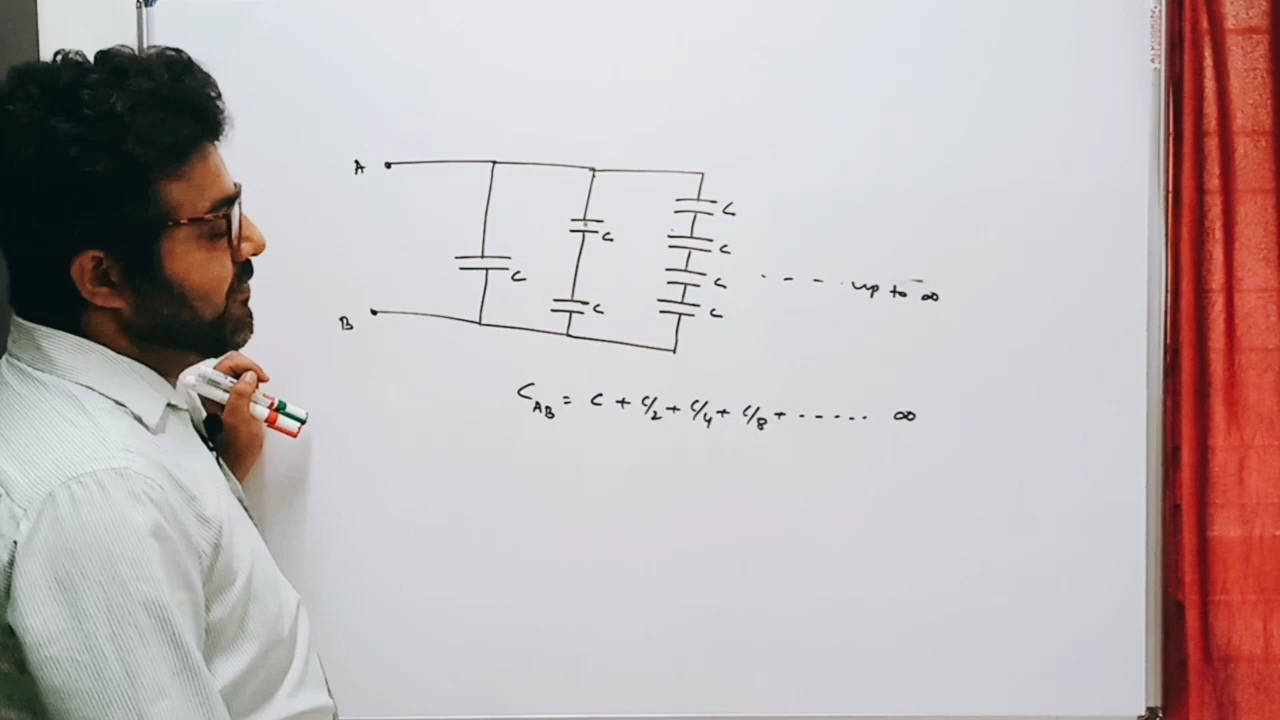 A
C
C
C
C
C
C
C
B
up to ∞
C_AB = C + C/2 + C/4 + C/8 + ...... ∞